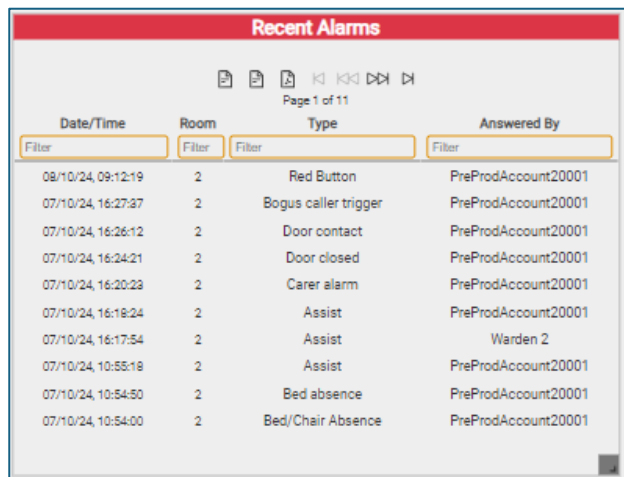 Recent Alarms
Page 1 of 11
Date/Time Room Type Answered By
Filter Filter Filter Filter
08/10/24, 09:12:19 2 Red Button PreProdAccount20001
07/10/24, 16:27:37 2 Bogus caller trigger PreProdAccount20001
07/10/24, 16:26:12 2 Door contact PreProdAccount20001
07/10/24, 16:24:21 2 Door closed PreProdAccount20001
07/10/24, 16:20:23 2 Carer alarm PreProdAccount20001
07/10/24, 16:18:24 2 Assist PreProdAccount20001
07/10/24, 16:17:54 2 Assist Warden 2
07/10/24, 10:55:18 2 Assist PreProdAccount20001
07/10/24, 10:54:50 2 Bed absence PreProdAccount20001
07/10/24, 10:54:00 2 Bed/Chair Absence PreProdAccount20001